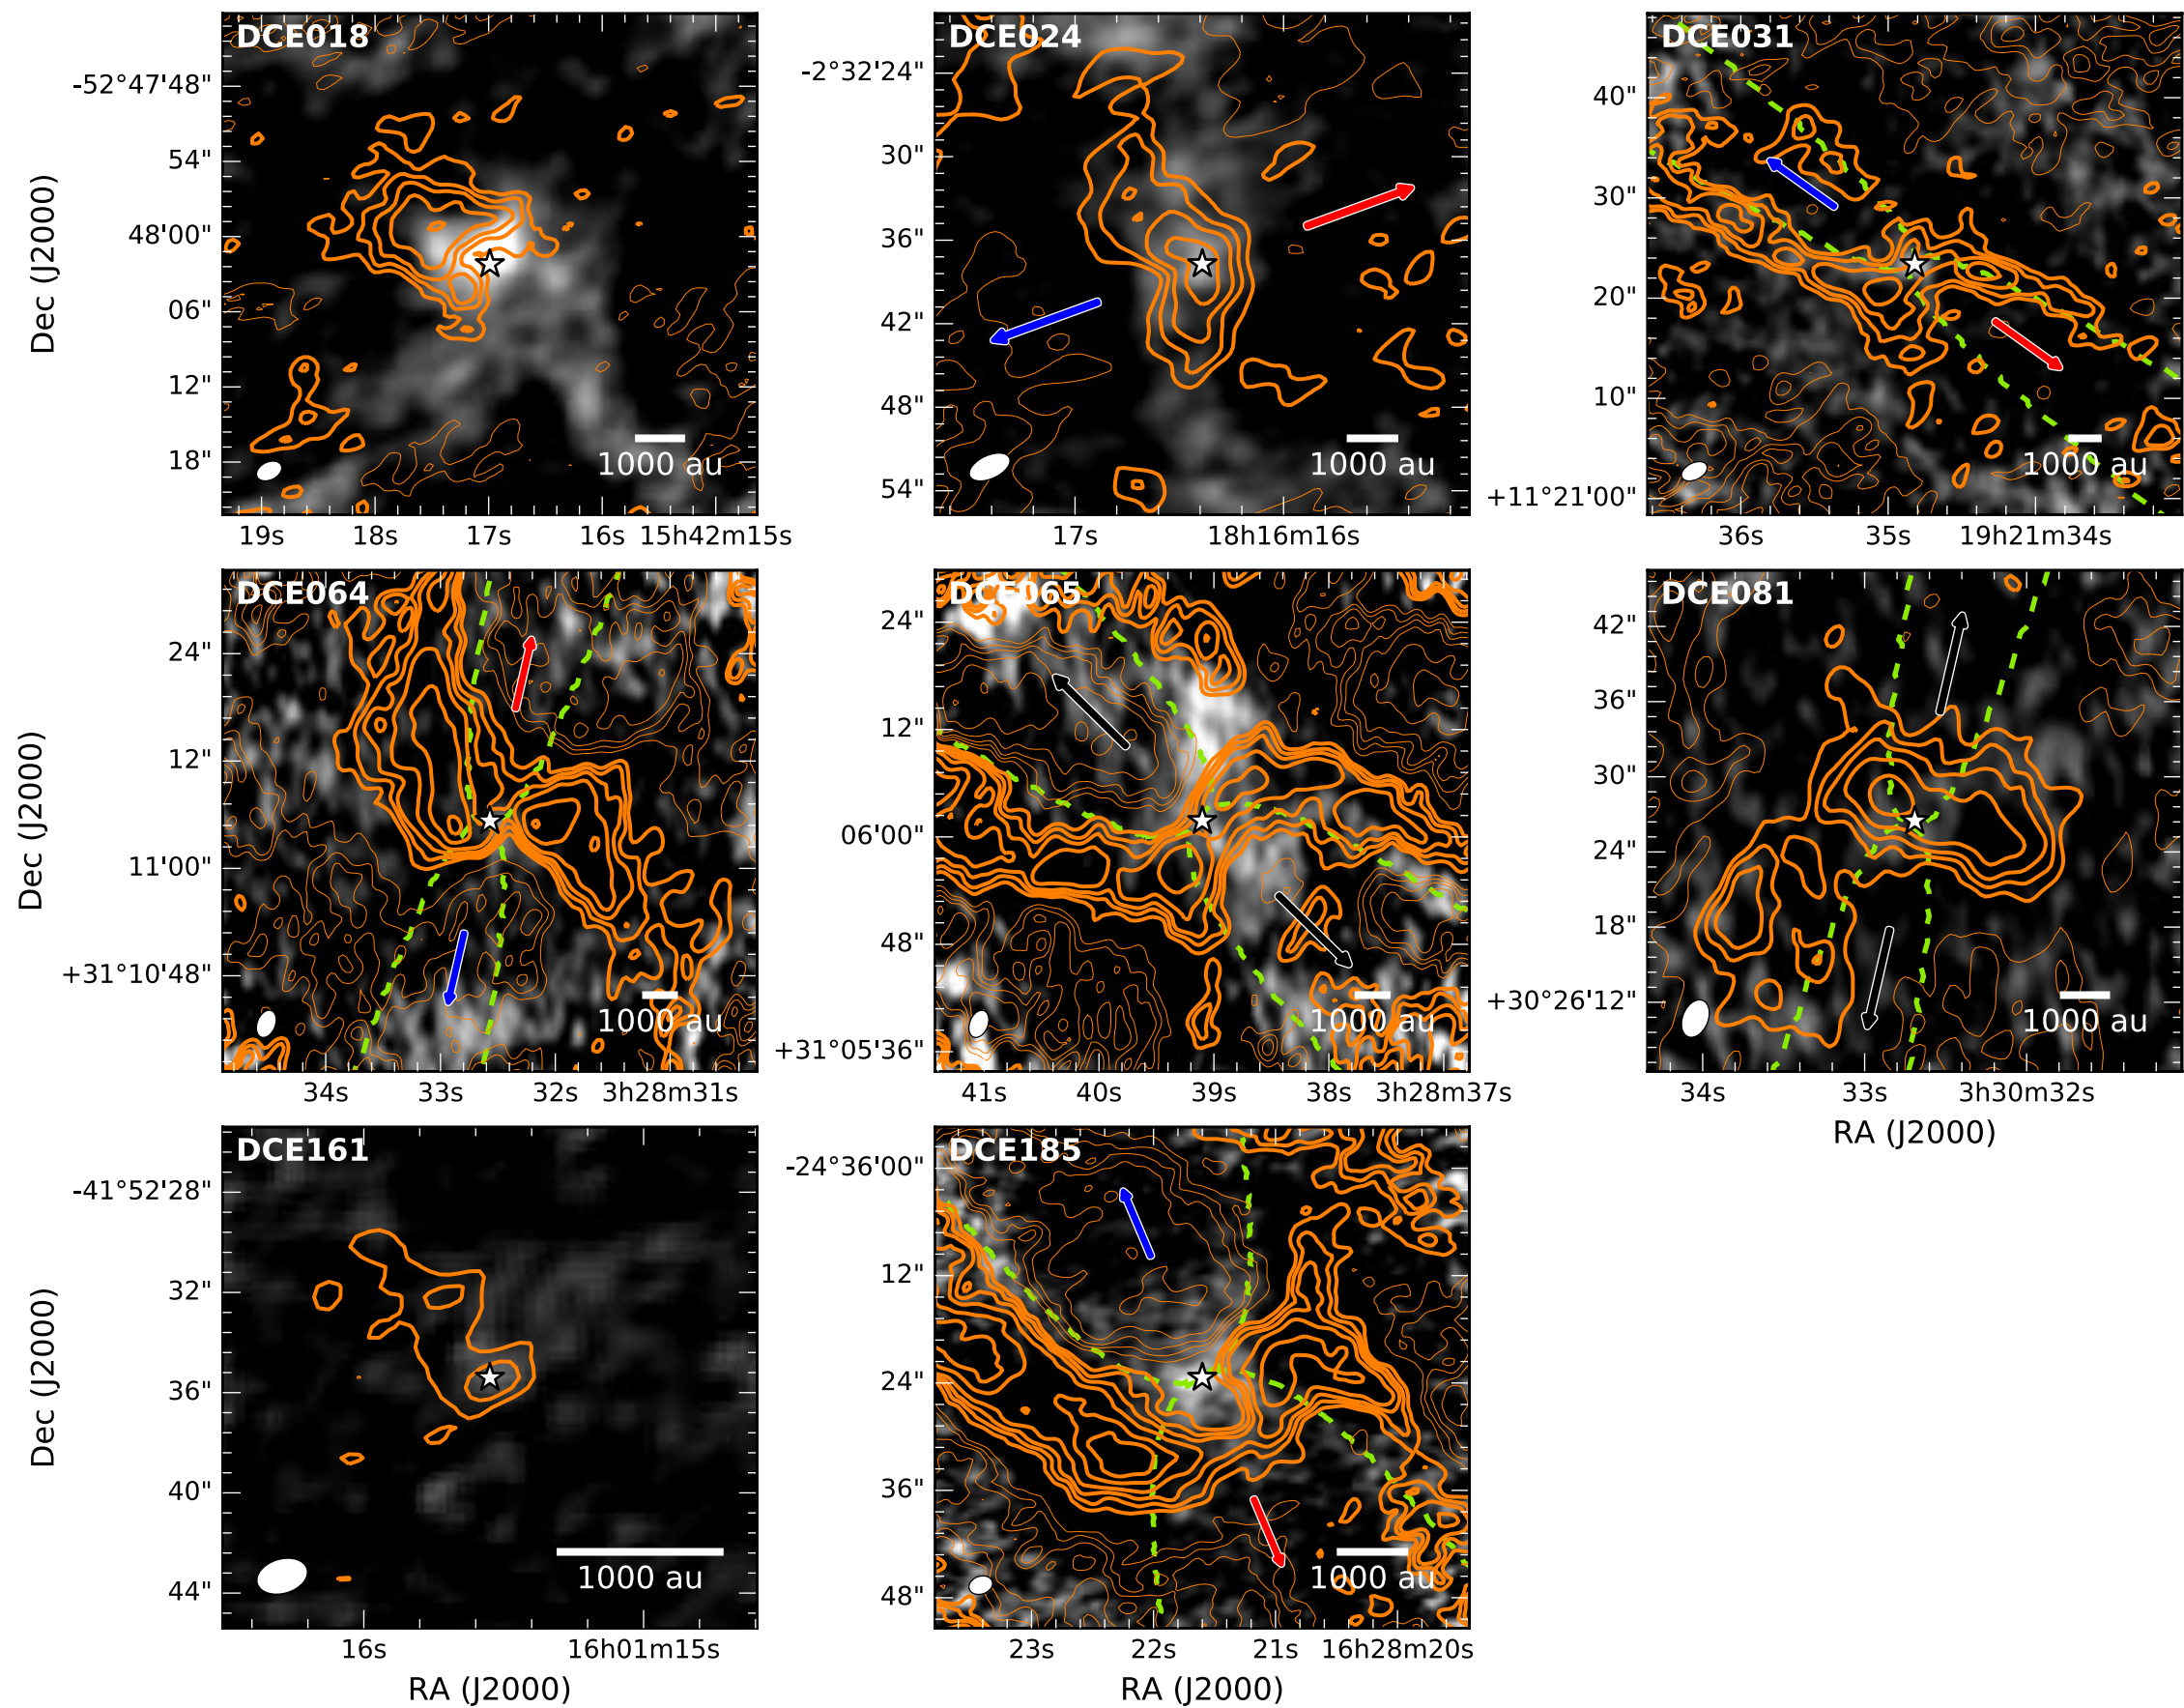 DCE018
DCE024
DCE031
Dec (J2000)
-52°47'48"
54"
48'00"
06"
12"
18"
1000 au
19s 18s 17s 16s 15h42m15s
-2°32'24"
30"
36"
42"
48"
54"
1000 au
17s 18h16m16s
40"
30"
20"
10"
+11°21'00"
1000 au
36s 35s 19h21m34s
DCE064
DCE065
DCE081
Dec (J2000)
24"
12"
11'00"
+31°10'48"
1000 au
34s 33s 32s 3h28m31s
24"
12"
06'00"
48"
+31°05'36"
1000 au
41s 40s 39s 38s 3h28m37s
42"
36"
30"
24"
18"
+30°26'12"
1000 au
34s 33s 3h30m32s
RA (J2000)
DCE161
DCE185
Dec (J2000)
-41°52'28"
32"
36"
40"
44"
1000 au
16s 16h01m15s
RA (J2000)
-24°36'00"
12"
24"
36"
48"
1000 au
23s 22s 21s 16h28m20s
RA (J2000)